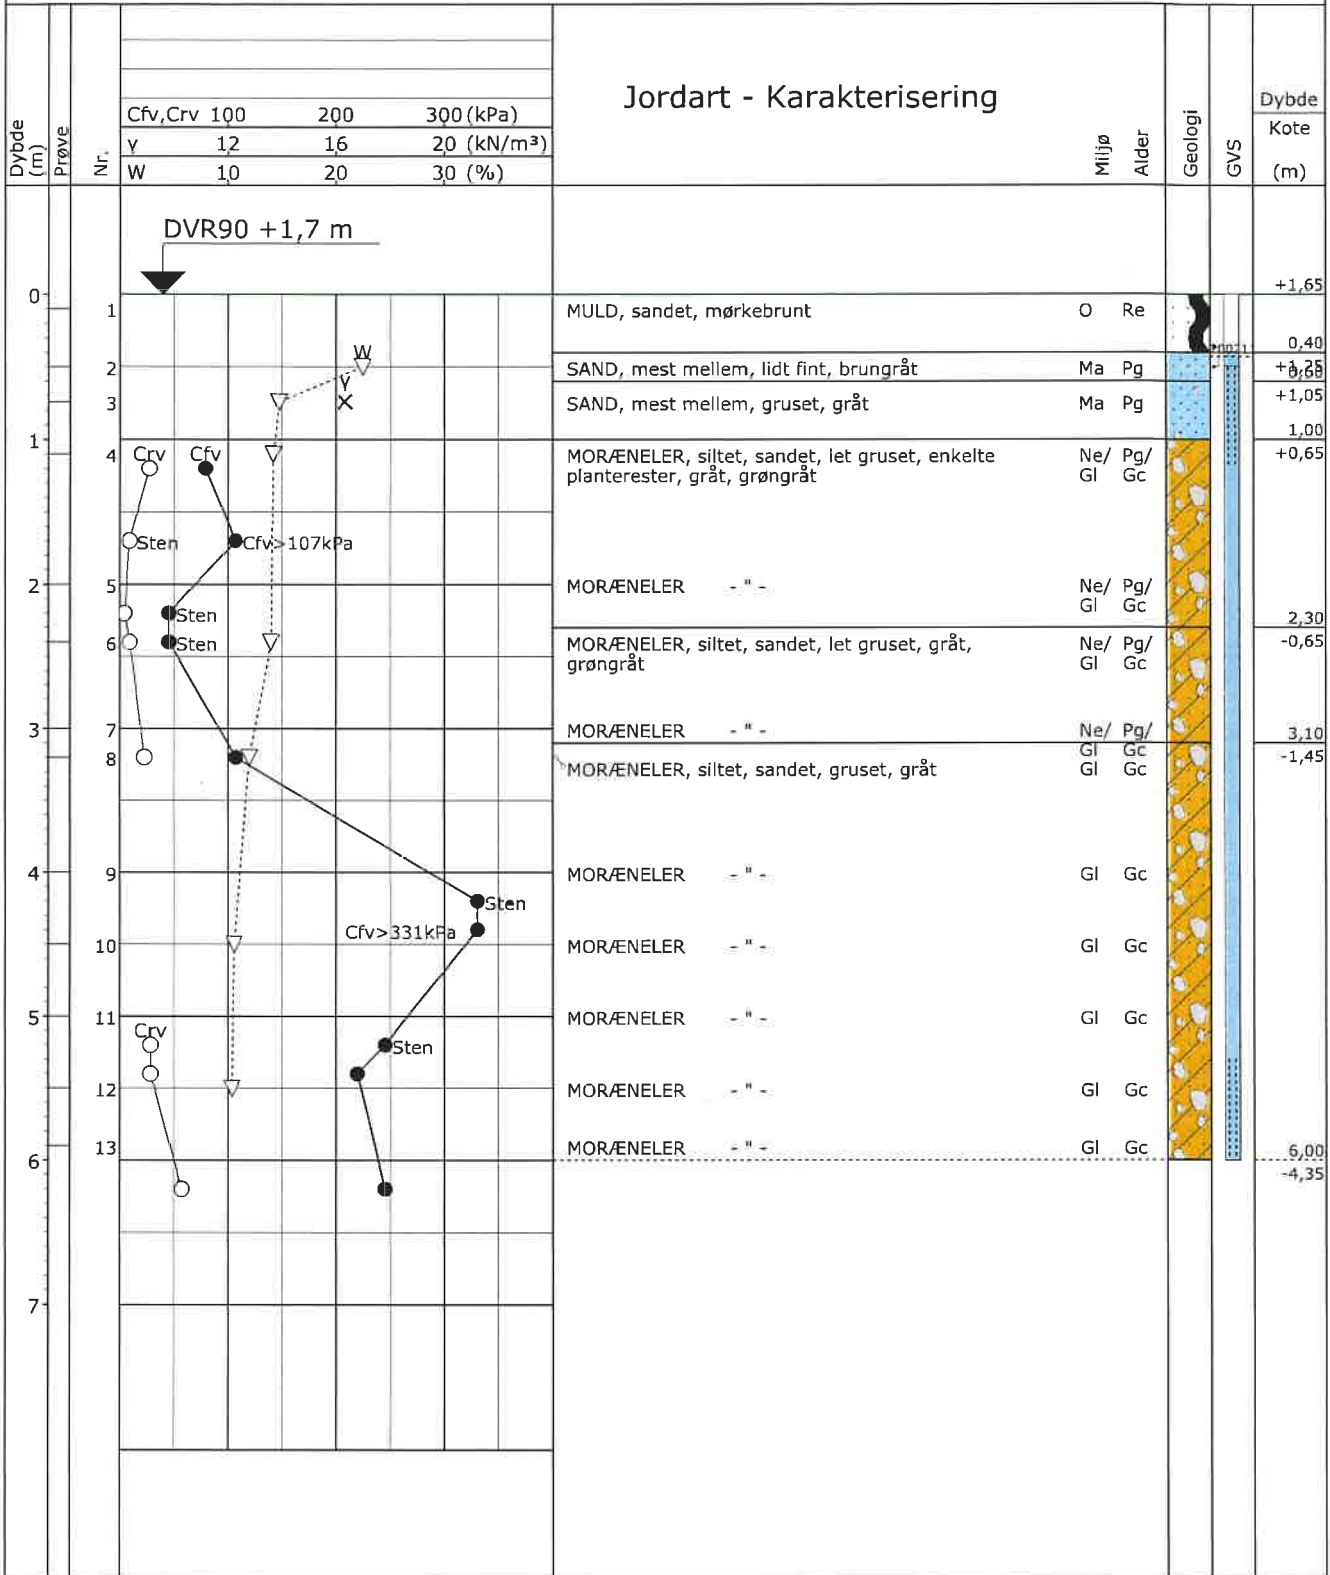 Jordart - Karakterisering
Dybde (m)
Prøve
Nr.
Cfv,Crv 100 200 300 (kPa)
γ 12 16 20 (kN/m³)
W 10 20 30 (%)
Miljø
Alder
Geologi
GVS
Dybde
Kote
(m)
DVR90 +1,7 m
0
+1,65
1 MULD, sandet, mørkebrunt O Re
0,40
W
2 SAND, mest mellem, lidt fint, brungråt Ma Pg
γ
+1,05
3 SAND, mest mellem, gruset, gråt Ma Pg
1,00
1
+0,65
4 Crv Cfv MORÆNELER, siltet, sandet, let gruset, enkelte Ne/ Pg/
planterester, gråt, grøngråt Gl Gc
Sten Cfv>107kPa
2 5 MORÆNELER - " - Ne/ Pg/
Gl Gc
Sten
2,30
6 Sten MORÆNELER, siltet, sandet, let gruset, gråt, Ne/ Pg/ -0,65
grøngråt Gl Gc
3 7 MORÆNELER - " - Ne/ Pg/ 3,10
Gl Gc
8 MORÆNELER, siltet, sandet, gruset, gråt Gl Gc -1,45
4 9 MORÆNELER - " - Gl Gc
Sten
Cfv>331kPa
10 MORÆNELER - " - Gl Gc
5 11 MORÆNELER - " - Gl Gc
Crv
Sten
12 MORÆNELER - " - Gl Gc
13 MORÆNELER - " - Gl Gc 6,00
6
-4,35
7